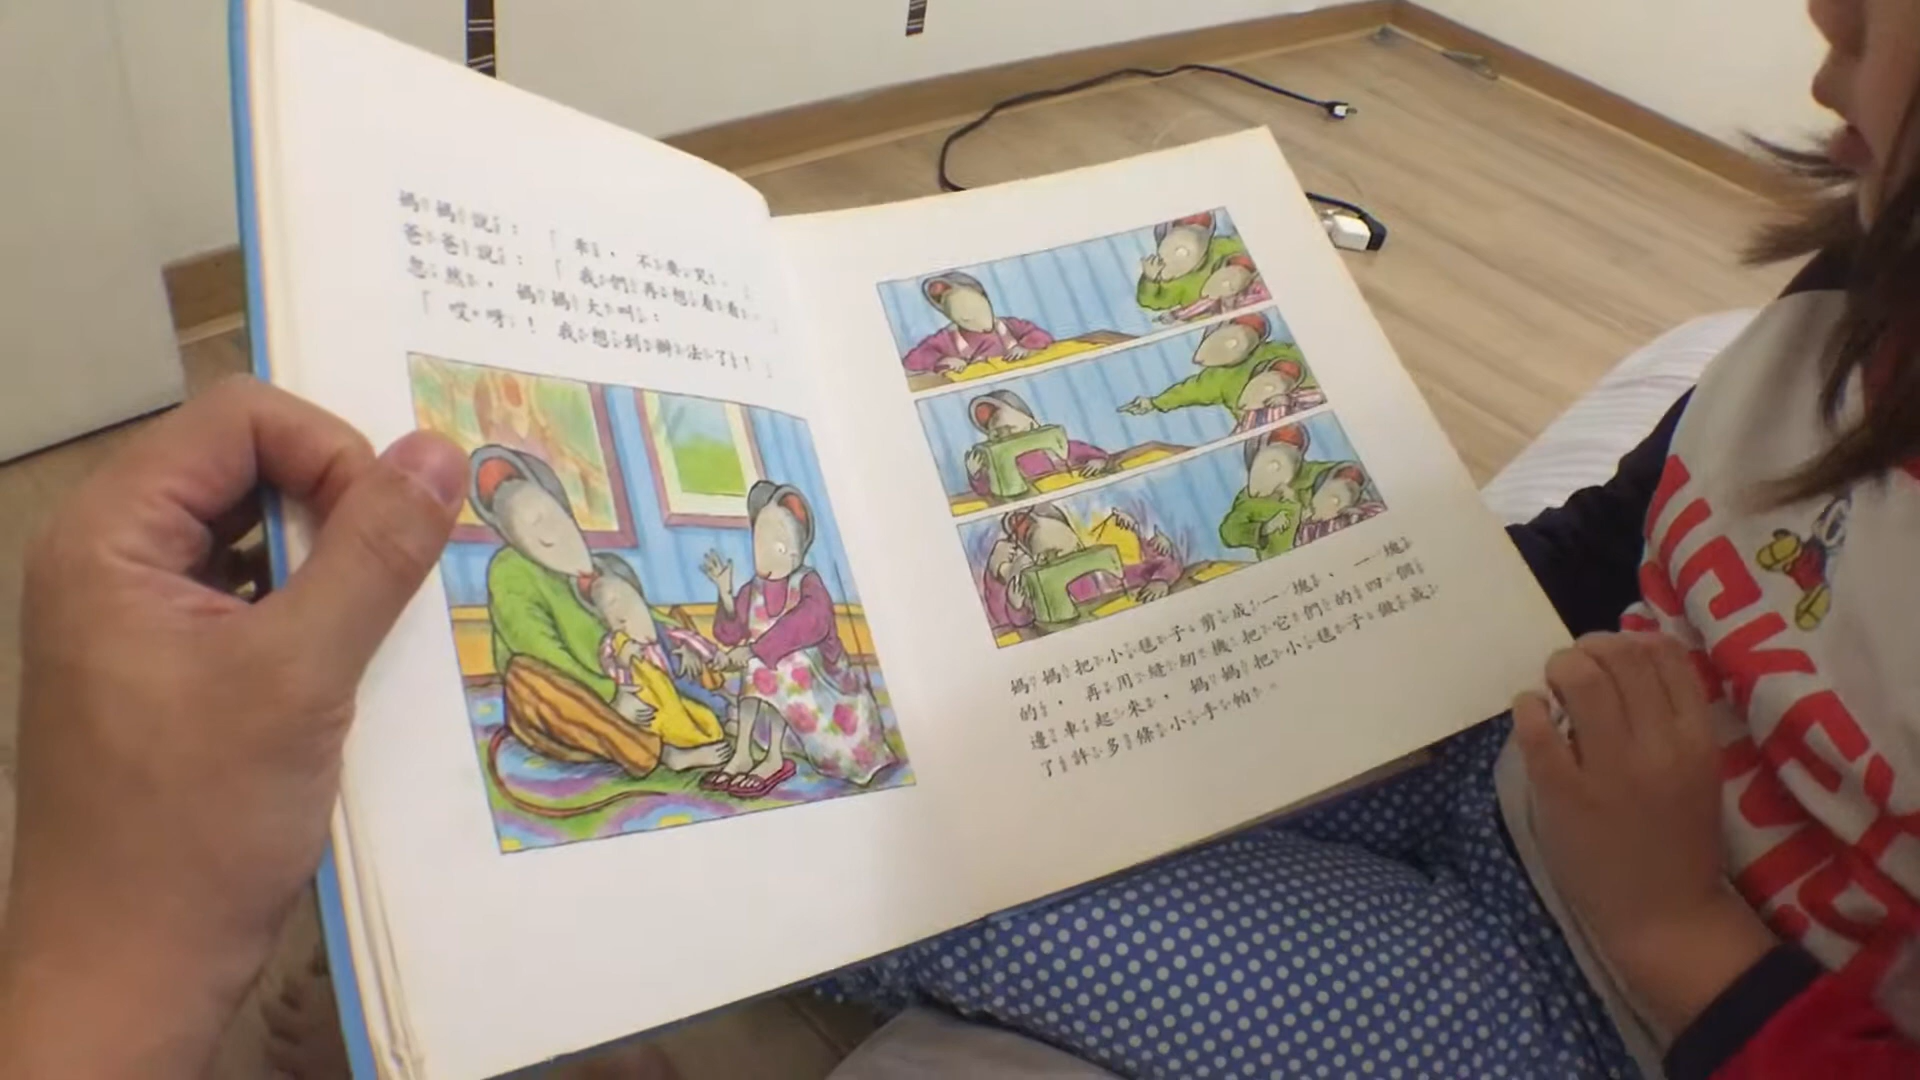 媽媽說：「乖，不要哭。」
爸爸說：「我們再想看看。」
忽然，媽媽大叫：
「哎呀！我想到辦法了！」
媽媽把小毯子剪成一塊、一塊
的，再用縫紉機把它們的四個
邊車起來，媽媽把小毯子做成
了許多條小手帕。